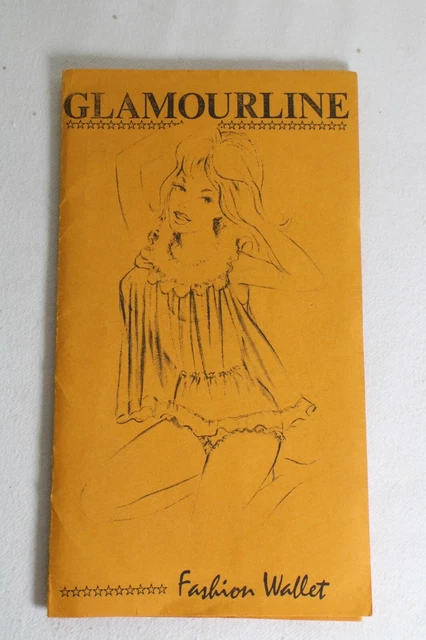 GLAMOURLINE
☆☆☆☆☆☆☆☆☆☆☆ ☆☆☆☆☆☆☆☆☆☆☆☆
☆☆☆☆☆☆☆☆☆☆ Fashion Wallet